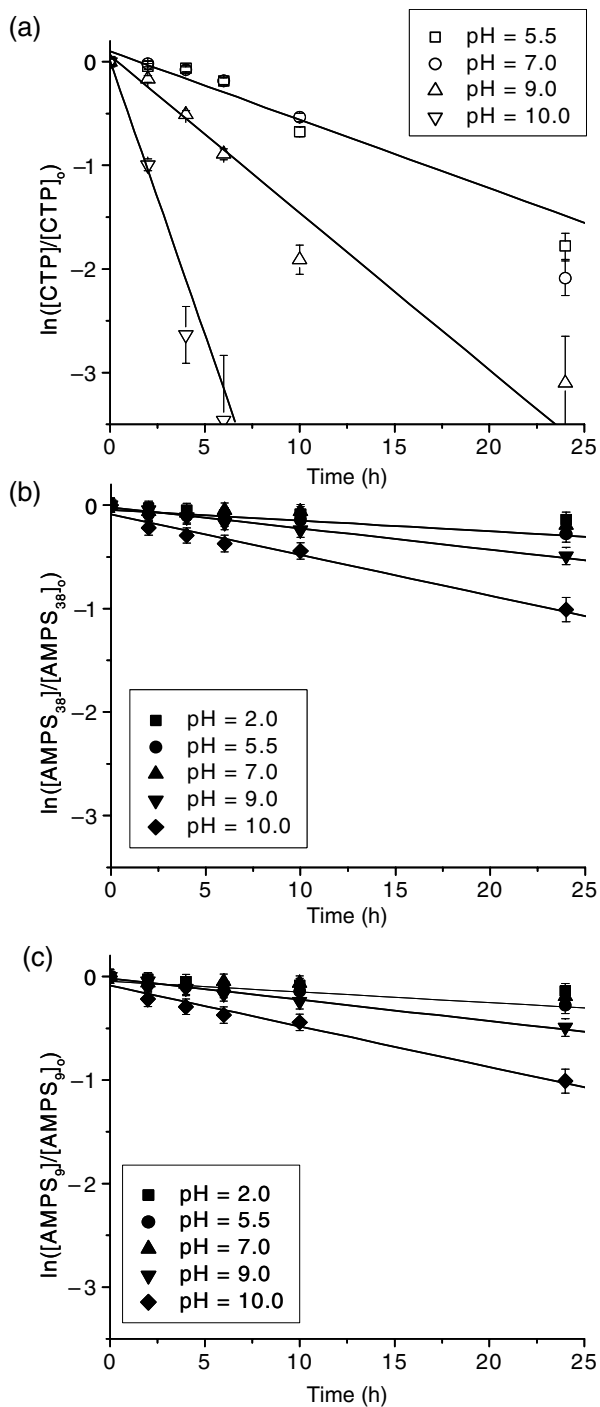 (a)
pH = 5.5
pH = 7.0
pH = 9.0
pH = 10.0
0
−1
−2
−3
ln([CTP]/[CTP]o)
0 5 10 15 20 25
Time (h)
(b)
0
−1
−2
−3
ln([AMPS38]/[AMPS38]o)
pH = 2.0
pH = 5.5
pH = 7.0
pH = 9.0
pH = 10.0
0 5 10 15 20 25
Time (h)
(c)
0
−1
−2
−3
ln([AMPS9]/[AMPS9]o)
pH = 2.0
pH = 5.5
pH = 7.0
pH = 9.0
pH = 10.0
0 5 10 15 20 25
Time (h)